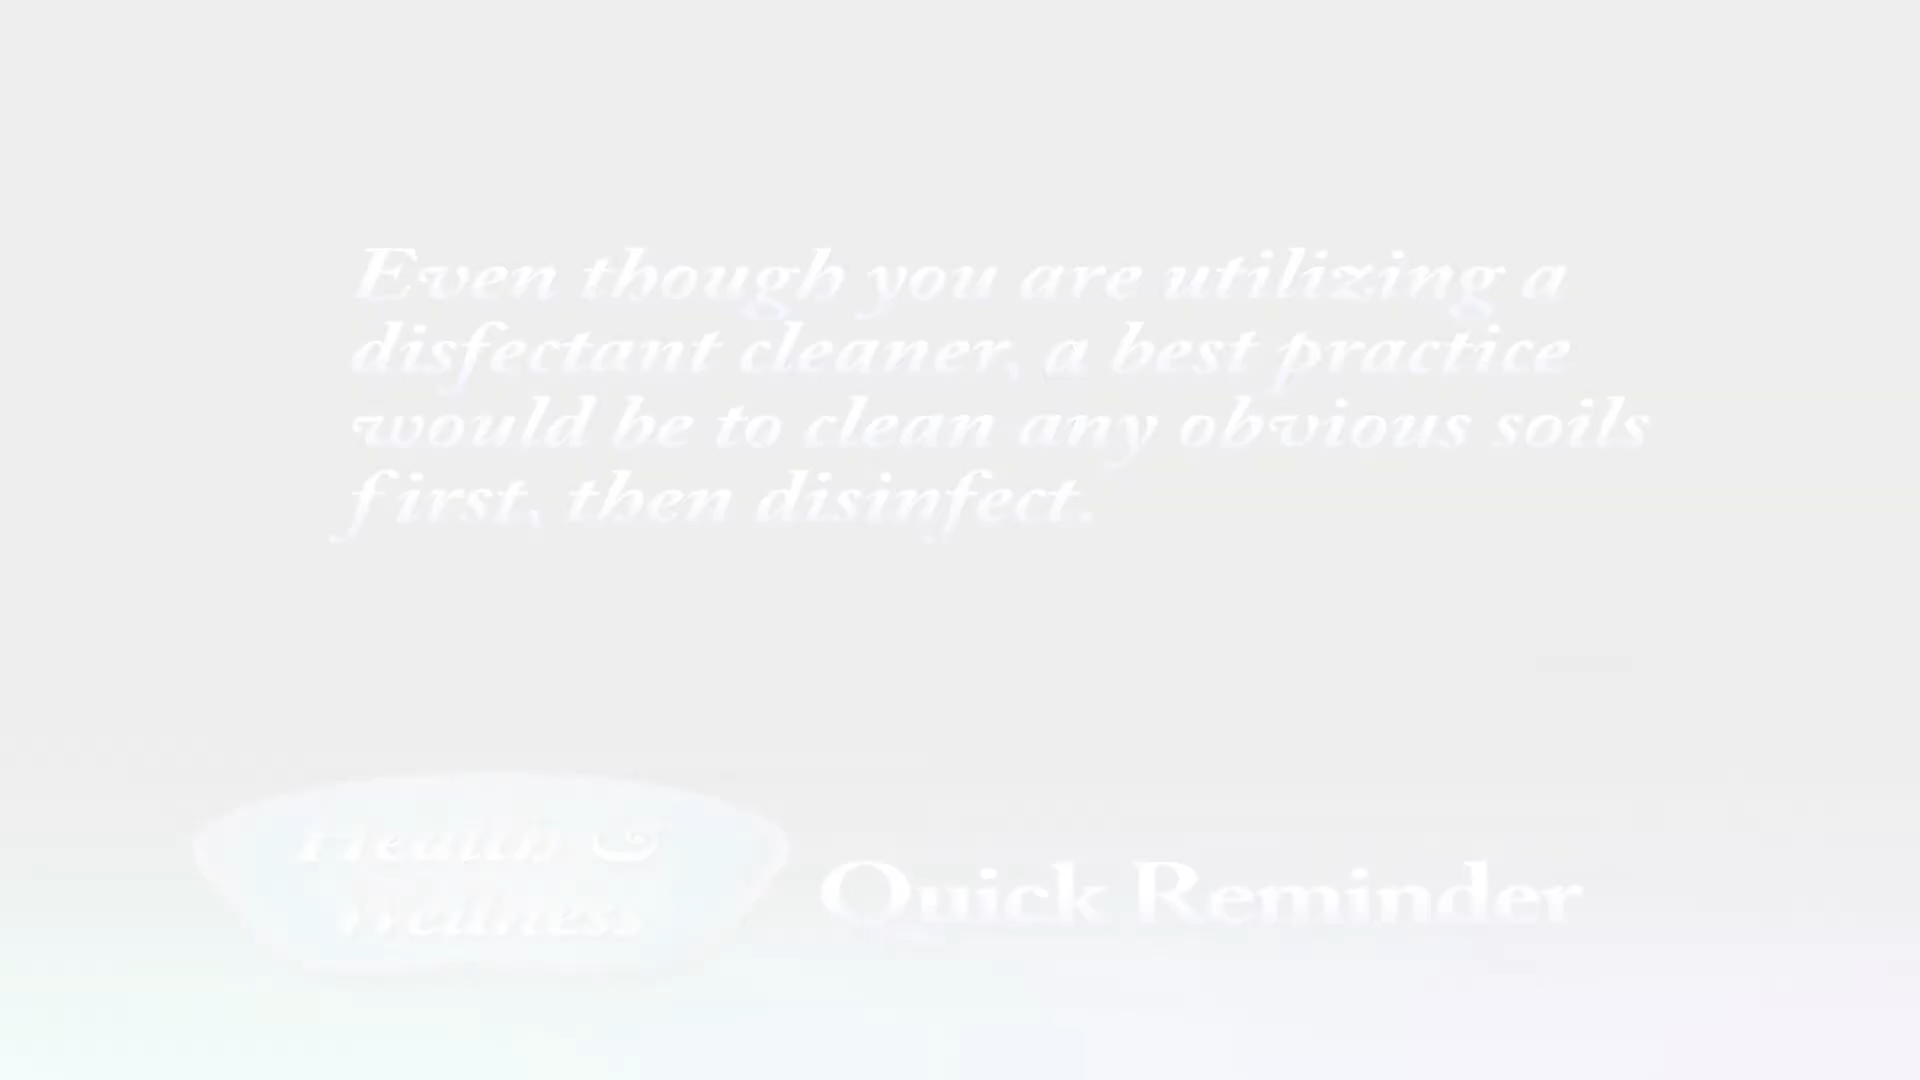 Even though you are utilizing a
disfectant cleaner, a best practice
would be to clean any obvious soils
first, then disinfect.
Health &
Wellness
Quick Reminder